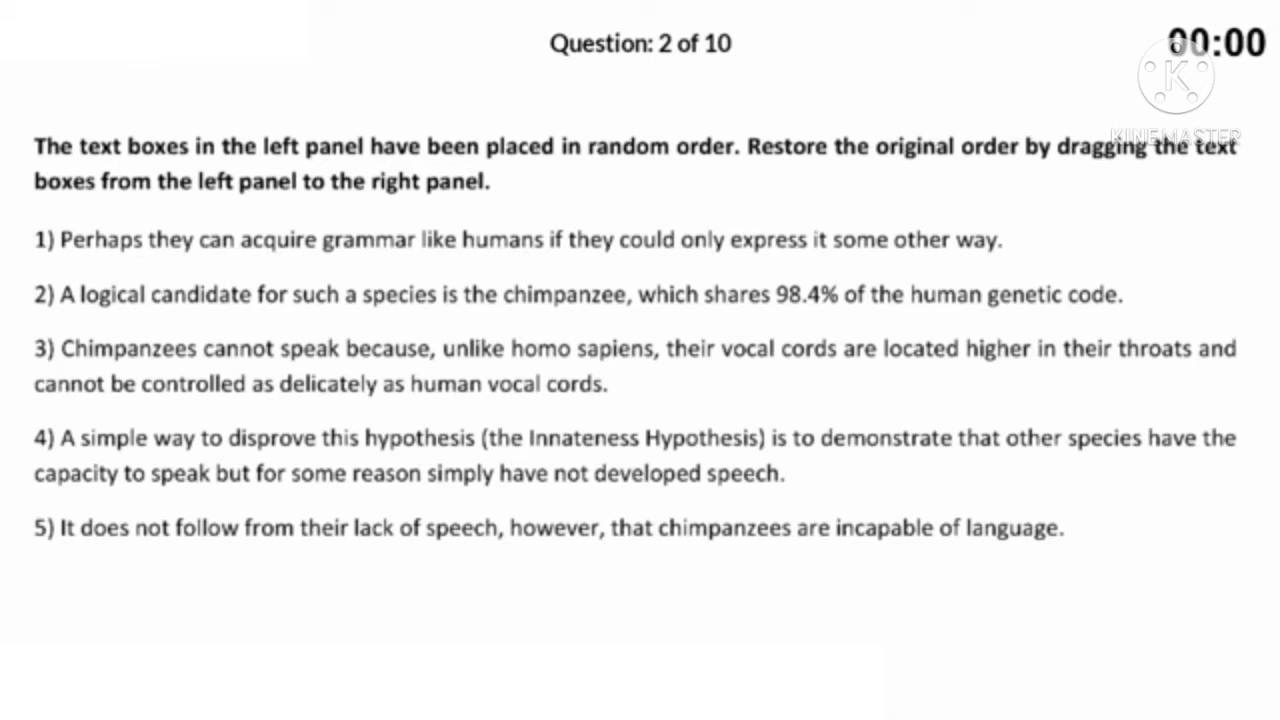 Question: 2 of 10
00:00
KINEMASTER
The text boxes in the left panel have been placed in random order. Restore the original order by dragging the text
boxes from the left panel to the right panel.
1) Perhaps they can acquire grammar like humans if they could only express it some other way.
2) A logical candidate for such a species is the chimpanzee, which shares 98.4% of the human genetic code.
3) Chimpanzees cannot speak because, unlike homo sapiens, their vocal cords are located higher in their throats and
cannot be controlled as delicately as human vocal cords.
4) A simple way to disprove this hypothesis (the Innateness Hypothesis) is to demonstrate that other species have the
capacity to speak but for some reason simply have not developed speech.
5) It does not follow from their lack of speech, however, that chimpanzees are incapable of language.